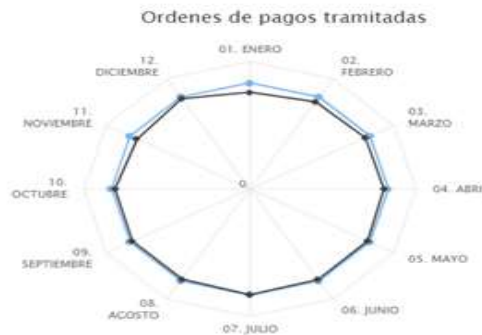 Ordenes de pagos tramitadas
01. ENERO
02.
FEBRERO
03.
MARZO
04. ABRI
05. MAYO
06. JUNIO
07. JULIO
08.
AGOSTO
09.
SEPTIEMBRE
10.
OCTUBRE
11.
NOVIEMBRE
12.
DICIEMBRE
0